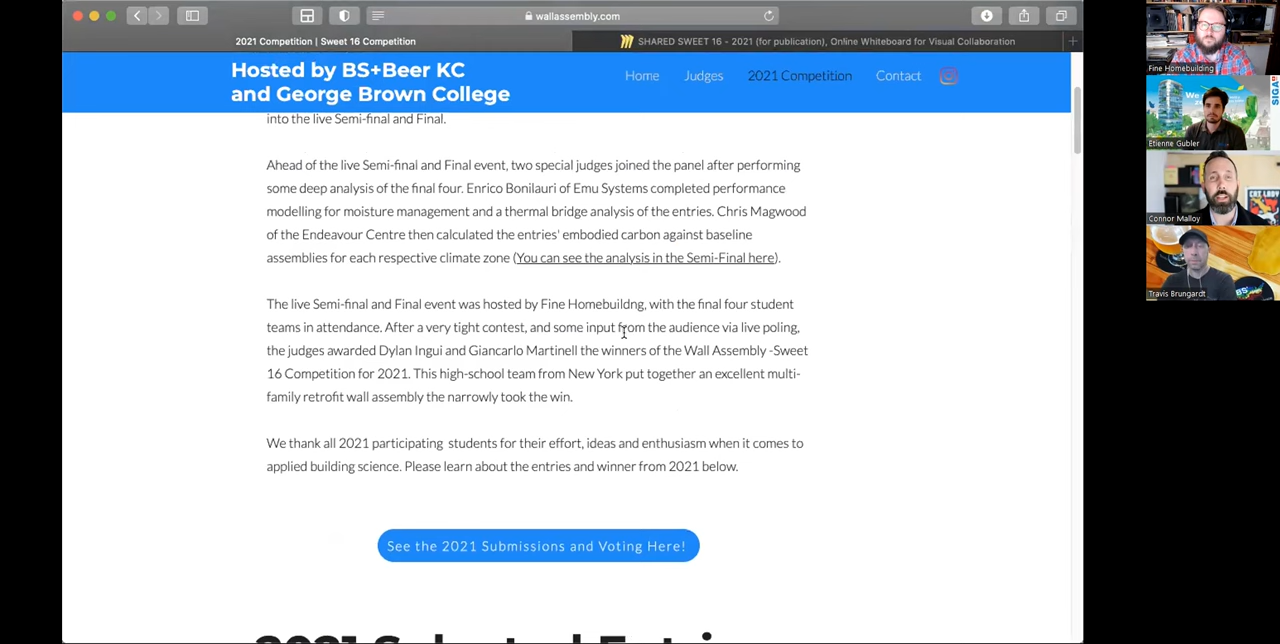 wallassembly.com
2021 Competition | Sweet 16 Competition
SHARED SWEET 16 - 2021 (for publication), Online Whiteboard for Visual Collaboration
Hosted by BS+Beer KC
and George Brown College
Home
Judges
2021 Competition
Contact
into the live Semi-final and Final.
Ahead of the live Semi-final and Final event, two special judges joined the panel after performing
some deep analysis of the final four. Enrico Bonilauri of Emu Systems completed performance
modelling for moisture management and a thermal bridge analysis of the entries. Chris Magwood
of the Endeavour Centre then calculated the entries' embodied carbon against baseline
assemblies for each respective climate zone (You can see the analysis in the Semi-Final here).
The live Semi-final and Final event was hosted by Fine Homebuildng, with the final four student
teams in attendance. After a very tight contest, and some input from the audience via live poling,
the judges awarded Dylan Ingui and Giancarlo Martinell the winners of the Wall Assembly -Sweet
16 Competition for 2021. This high-school team from New York put together an excellent multi-
family retrofit wall assembly the narrowly took the win.
We thank all 2021 participating students for their effort, ideas and enthusiasm when it comes to
applied building science. Please learn about the entries and winner from 2021 below.
See the 2021 Submissions and Voting Here!
2021 Selected Entri
Fine Homebuilding
SIGA
Etienne Gubler
CAT LADY
Connor Malloy
Travis Brungardt